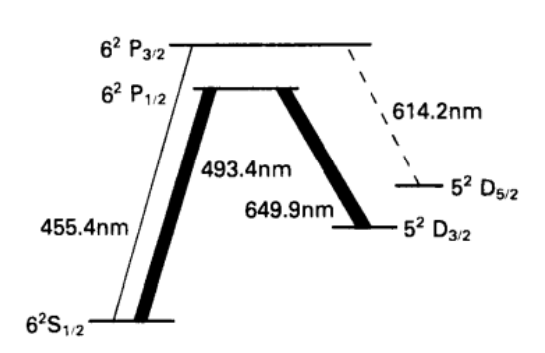 6² P₃/₂
6² P₁/₂
614.2nm
493.4nm
5² D₅/₂
649.9nm
455.4nm
5² D₃/₂
6²S₁/₂